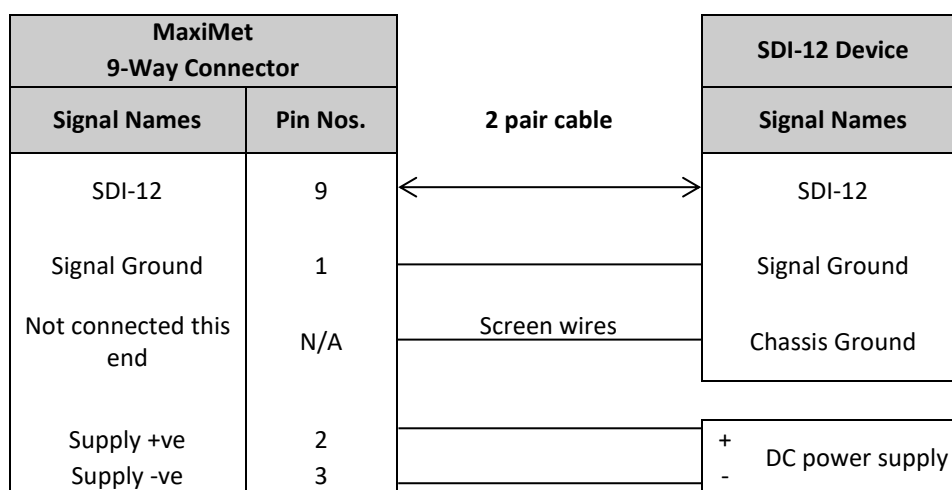 MaxiMet
9-Way Connector
SDI-12 Device
Signal Names Pin Nos. 2 pair cable Signal Names
SDI-12 9 SDI-12
Signal Ground 1 Signal Ground
Not connected this
end
N/A Screen wires Chassis Ground
Supply +ve 2 +
DC power supply
Supply -ve 3 -